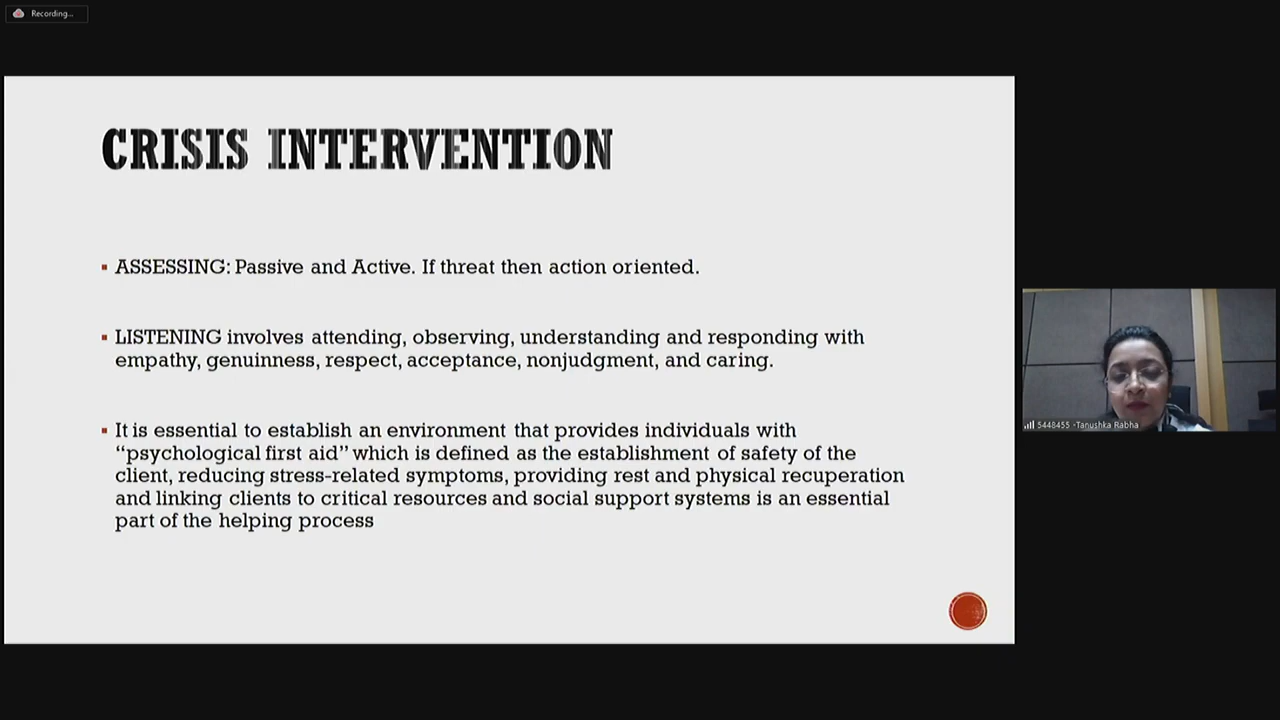 Recording...
CRISIS INTERVENTION
ASSESSING: Passive and Active. If threat then action oriented.
LISTENING involves attending, observing, understanding and responding with
empathy, genuinness, respect, acceptance, nonjudgment, and caring.
It is essential to establish an environment that provides individuals with
“psychological first aid” which is defined as the establishment of safety of the
client, reducing stress-related symptoms, providing rest and physical recuperation
and linking clients to critical resources and social support systems is an essential
part of the helping process
5448455 -Tanushka Rabha